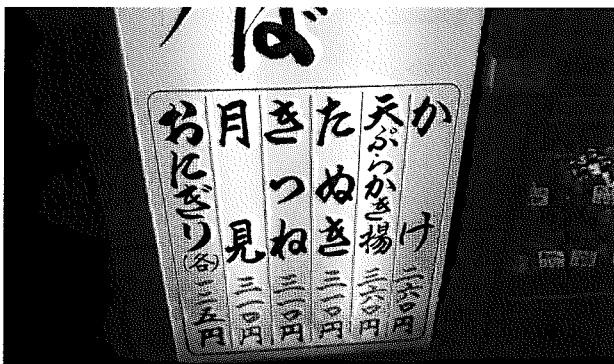 ば
かけ 二六〇円
天ぷらかき揚 三六〇円
たぬき 三一〇円
きつね 三一〇円
月見 三一〇円
おにぎり(各)